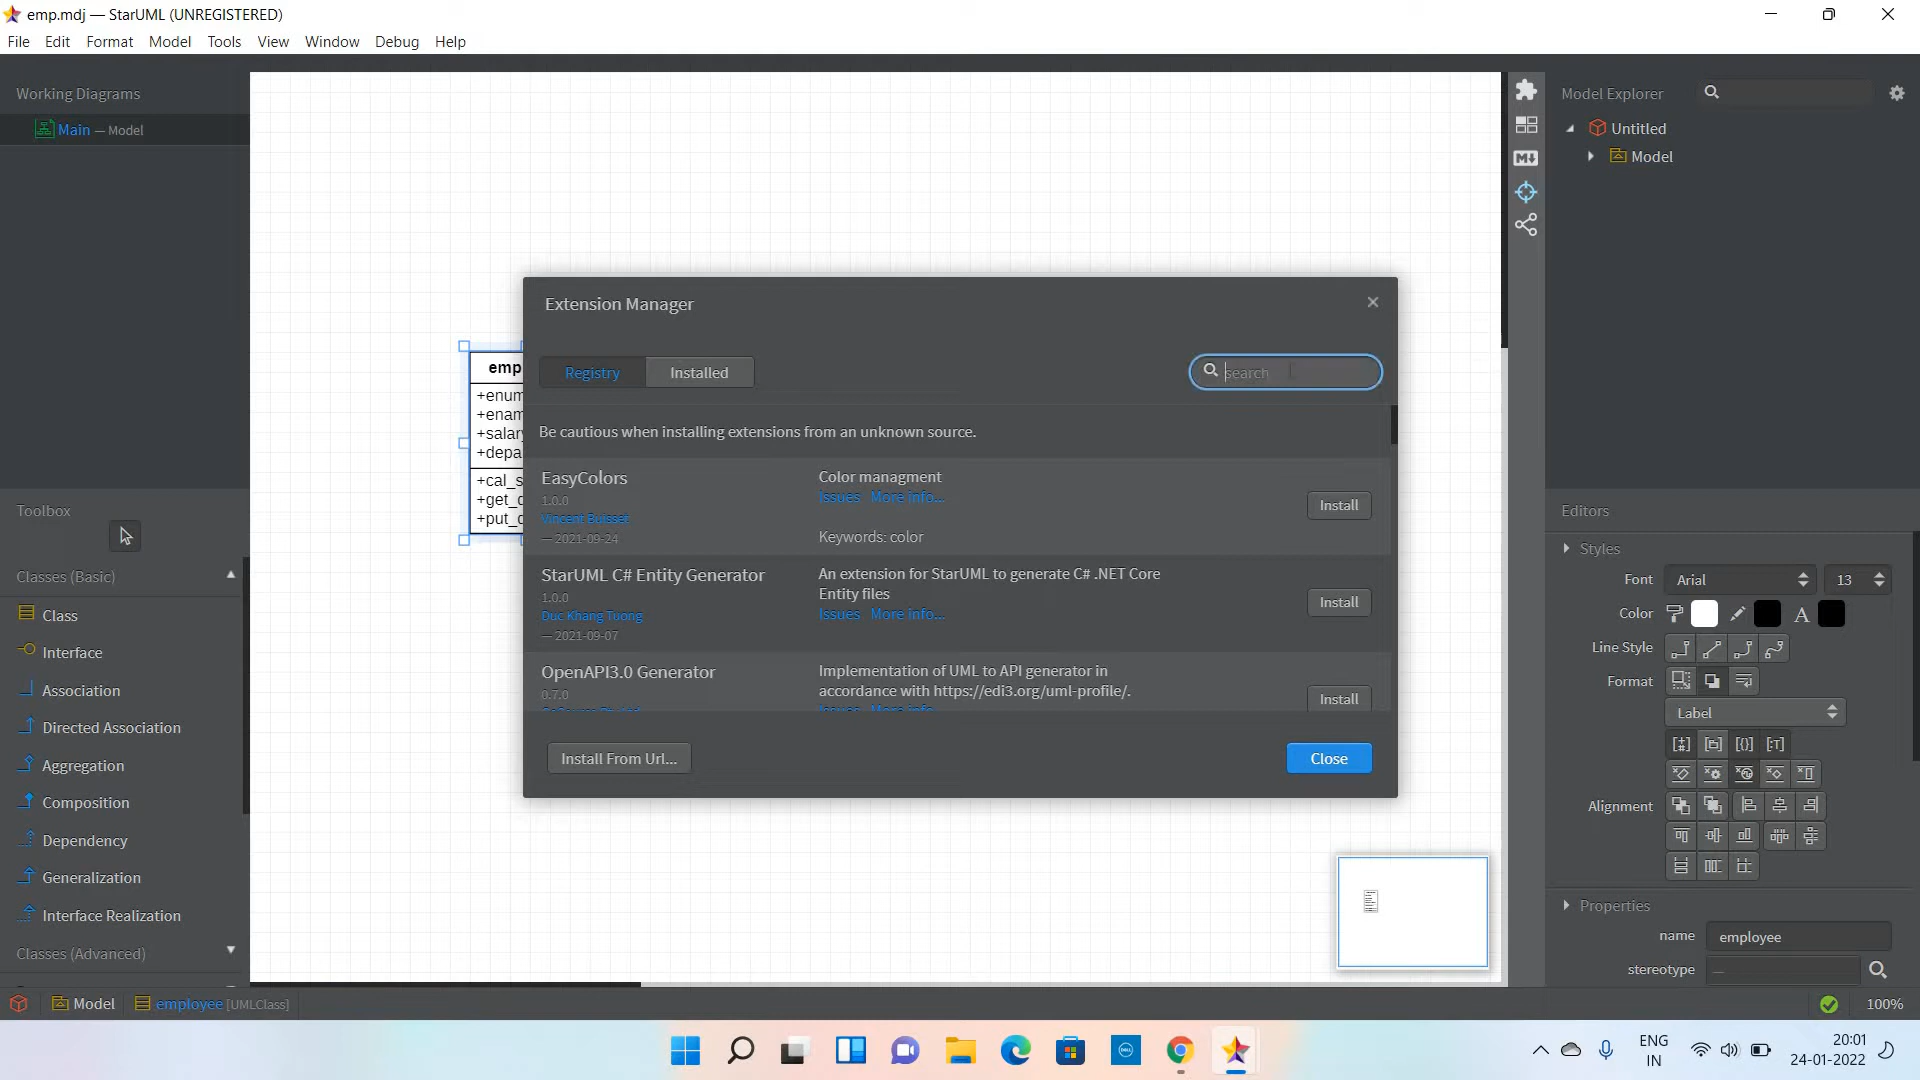 emp.mdj — StarUML (UNREGISTERED)
File Edit Format Model Tools View Window Debug Help
Working Diagrams
Main — Model
Model Explorer
Untitled
Model
Extension Manager
Registry Installed
search
Be cautious when installing extensions from an unknown source.
EasyColors
1.0.0
Vincent Buisset
— 2021-09-24
Color managment
Issues More info...
Keywords: color
Install
StarUML C# Entity Generator
1.0.0
Duc Khang Tuong
— 2021-09-07
An extension for StarUML to generate C# .NET Core
Entity files
Issues More info...
Install
OpenAPI3.0 Generator
0.7.0
Implementation of UML to API generator in
accordance with https://edi3.org/uml-profile/.
Issues More info...
Install
Install From Url...
Close
emp
+enum
+enam
+salary
+depa
+cal_s
+get_d
+put_d
Toolbox
Classes (Basic)
Class
Interface
Association
Directed Association
Aggregation
Composition
Dependency
Generalization
Interface Realization
Classes (Advanced)
Editors
Styles
Font Arial 13
Color A
Line Style
Format
Label
Alignment
Properties
name employee
stereotype —
Model employee [UMLClass]
100%
ENG
IN
20:01
24-01-2022